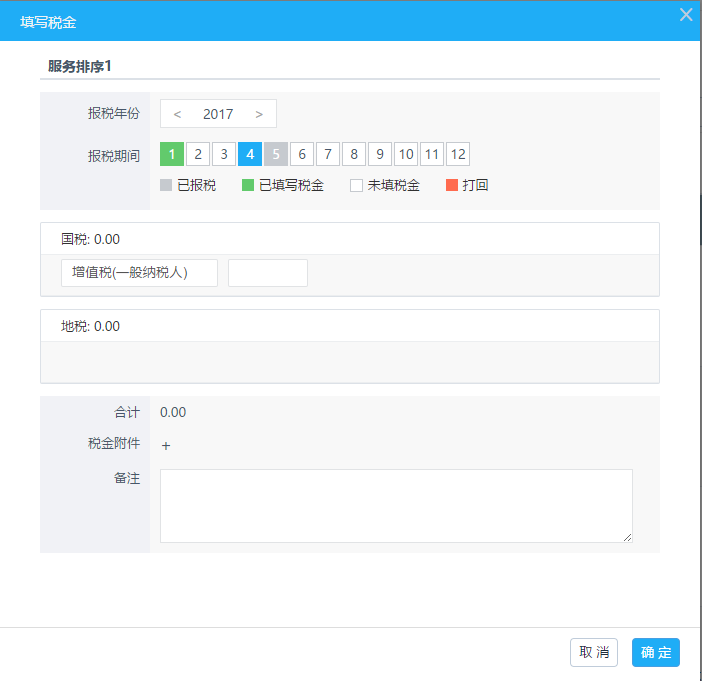 填写税金
服务排序1
报税年份 < 2017 >
报税期间 1 2 3 4 5 6 7 8 9 10 11 12
已报税 已填写税金 未填税金 打回
国税: 0.00
增值税(一般纳税人)
地税: 0.00
合计 0.00
税金附件 +
备注
取 消 确 定